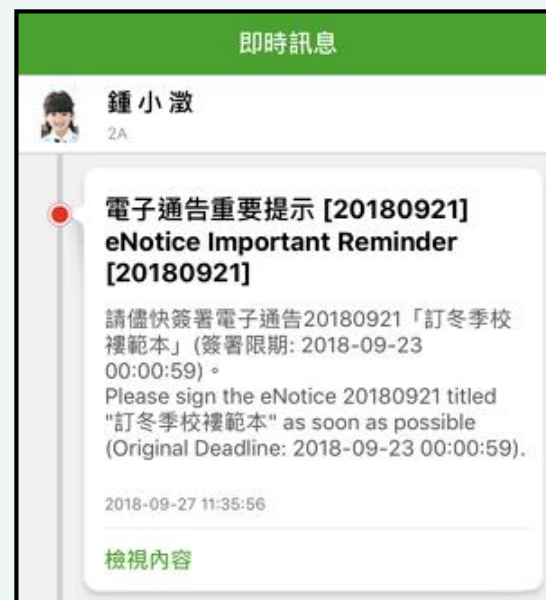 即時訊息
鍾小澂
2A
電子通告重要提示 [20180921]
eNotice Important Reminder
[20180921]
請儘快簽署電子通告20180921「訂冬季校
褸範本」(簽署限期: 2018-09-23
00:00:59)。
Please sign the eNotice 20180921 titled
"訂冬季校褸範本" as soon as possible
(Original Deadline: 2018-09-23 00:00:59).
2018-09-27 11:35:56
檢視內容